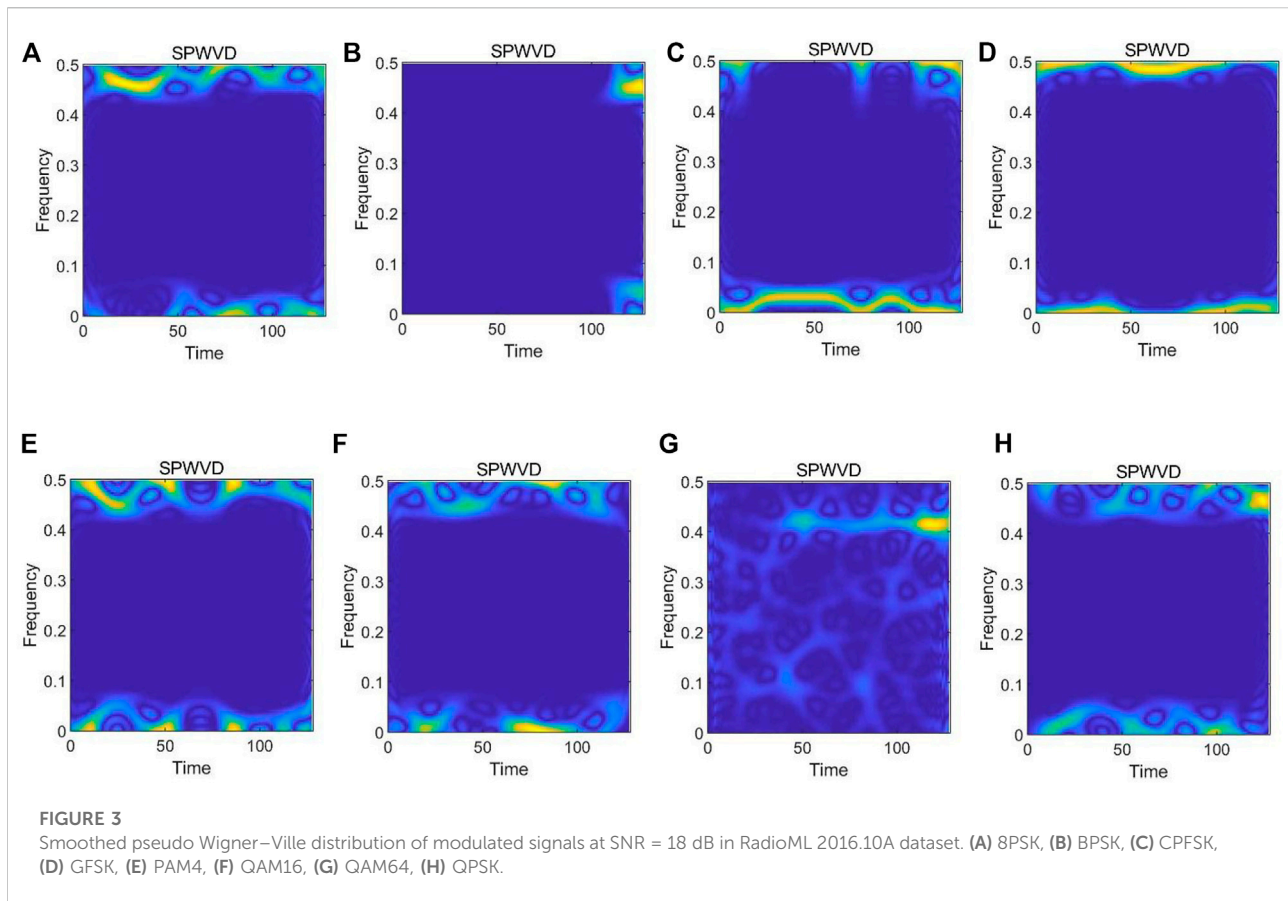 A
SPWVD
0.5
0.4
0.3
0.2
0.1
0
Frequency
0 50 100
Time
B
SPWVD
0.5
0.4
0.3
0.2
0.1
0
Frequency
0 50 100
Time
C
SPWVD
0.5
0.4
0.3
0.2
0.1
0
Frequency
0 50 100
Time
D
SPWVD
0.5
0.4
0.3
0.2
0.1
0
Frequency
0 50 100
Time
E
SPWVD
0.5
0.4
0.3
0.2
0.1
0
Frequency
0 50 100
Time
F
SPWVD
0.5
0.4
0.3
0.2
0.1
0
Frequency
0 50 100
Time
G
SPWVD
0.5
0.4
0.3
0.2
0.1
0
Frequency
0 50 100
Time
H
SPWVD
0.5
0.4
0.3
0.2
0.1
0
Frequency
0 50 100
Time
FIGURE 3
Smoothed pseudo Wigner–Ville distribution of modulated signals at SNR = 18 dB in RadioML 2016.10A dataset. (A) 8PSK, (B) BPSK, (C) CPFSK,
(D) GFSK, (E) PAM4, (F) QAM16, (G) QAM64, (H) QPSK.